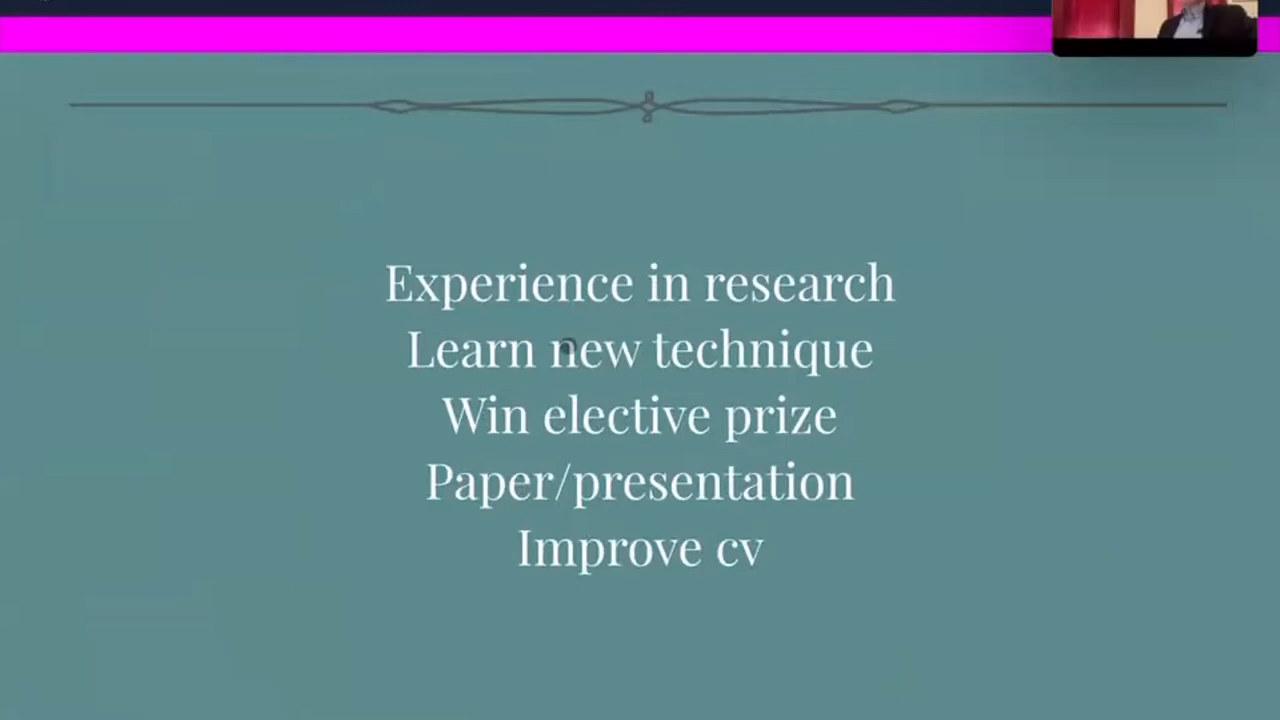 Experience in research
Learn new technique
Win elective prize
Paper/presentation
Improve cv